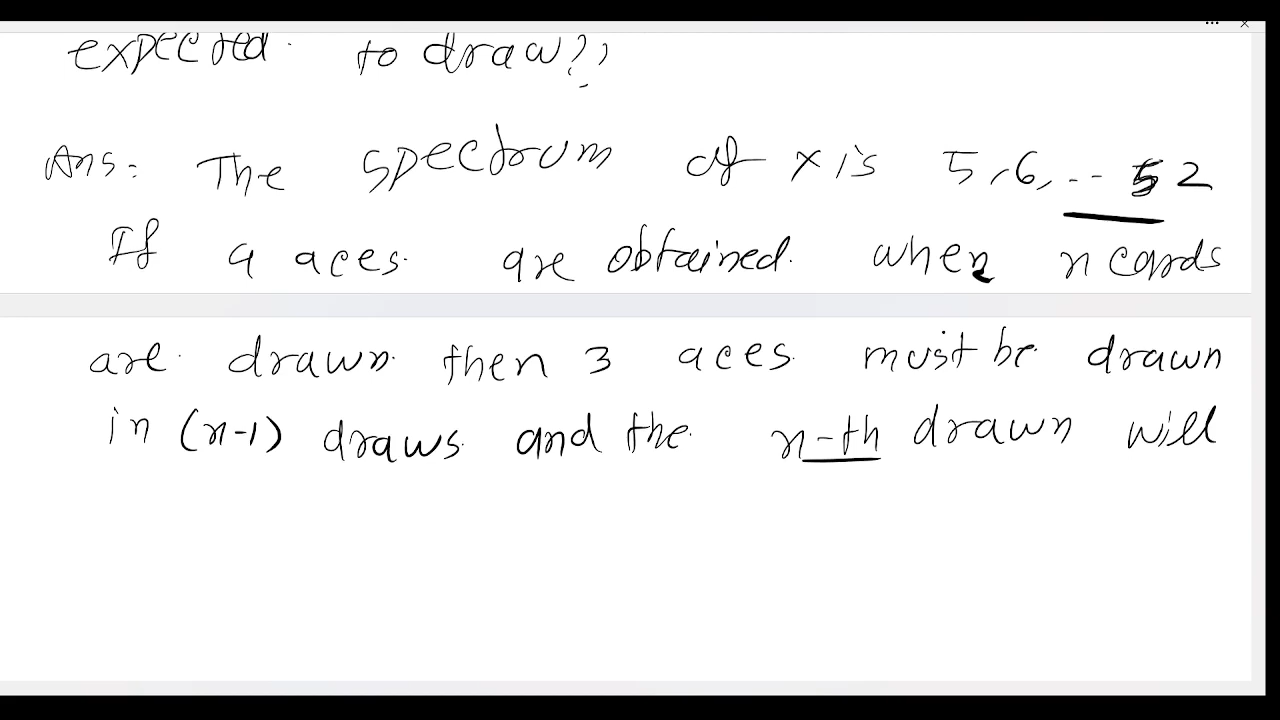 expected to draw??
Ans: The spectrum of x is 5,6, ... 52
If 4 aces are obtained when n cards
are drawn then 3 aces must be drawn
in (n-1) draws and the n-th drawn will